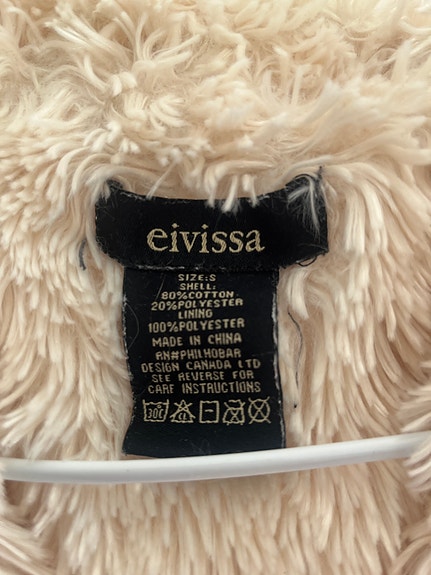 eivissa
SIZE:S
SHELL:
80%COTTON
20%POLYESTER
LINING
100%POLYESTER
MADE IN CHINA
RN#PHILHOBAR
DESIGN CANADA LTD
SEE REVERSE FOR
CARE INSTRUCTIONS
30C CL